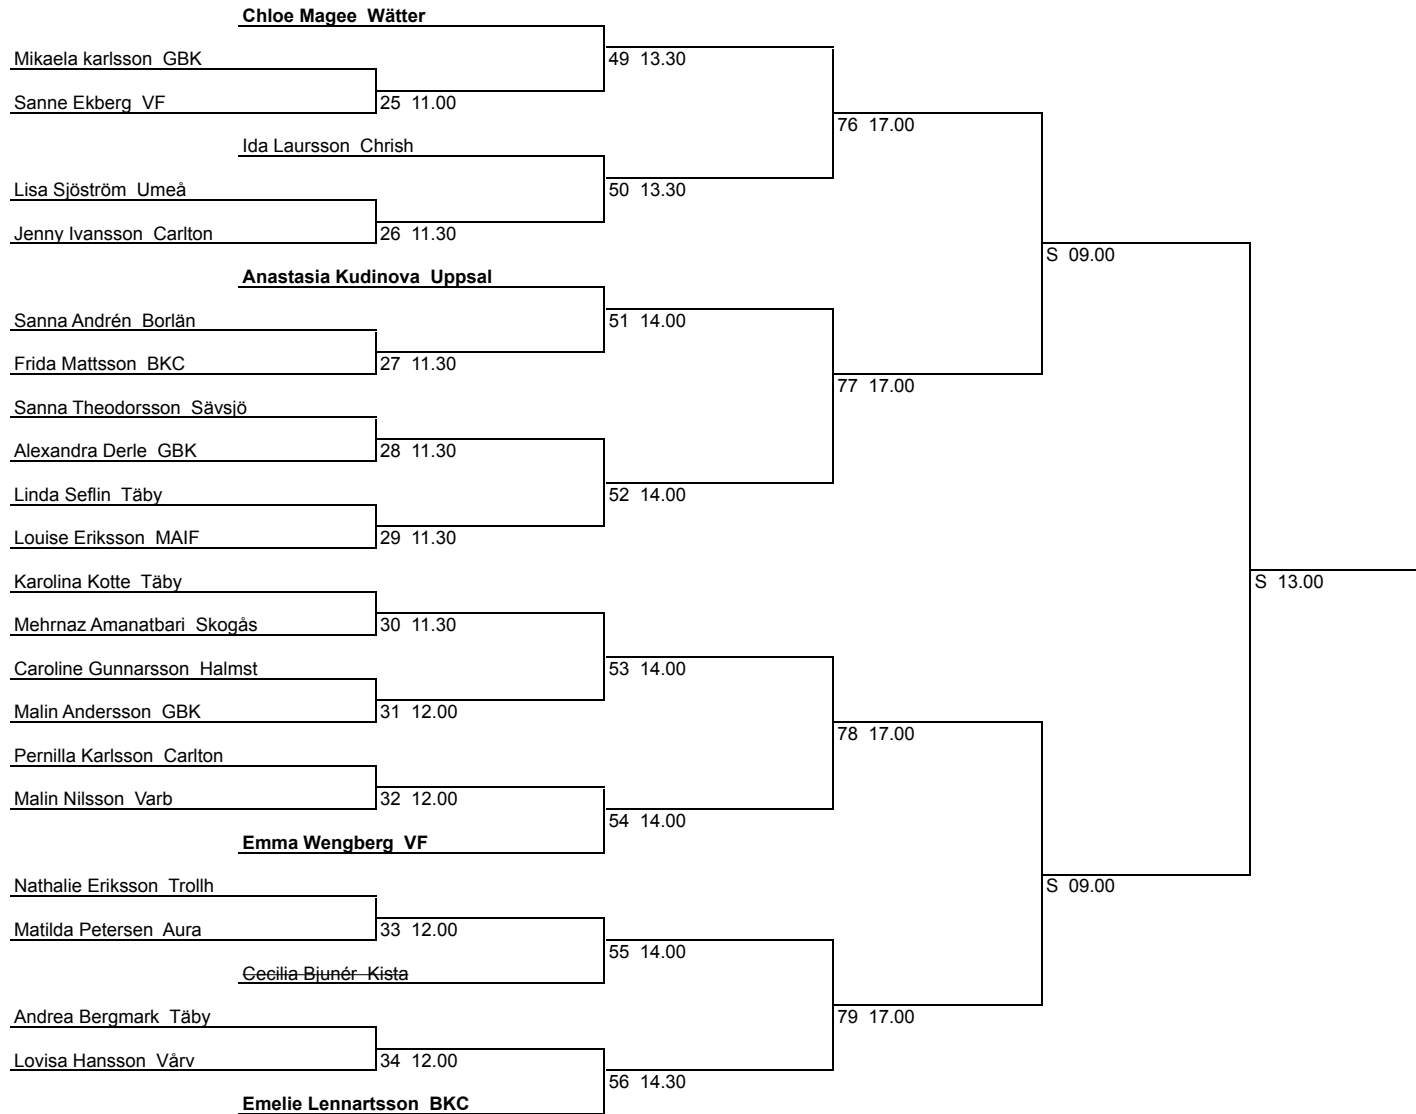 Chloe Magee  Wätter
Mikaela karlsson  GBK
49  13.30
Sanne Ekberg  VF
25  11.00
76  17.00
Ida Laursson  Chrish
Lisa Sjöström  Umeå
50  13.30
Jenny Ivansson  Carlton
26  11.30
S  09.00
Anastasia Kudinova  Uppsal
Sanna Andrén  Borlän
51  14.00
Frida Mattsson  BKC
27  11.30
77  17.00
Sanna Theodorsson  Sävsjö
Alexandra Derle  GBK
28  11.30
Linda Seflin  Täby
52  14.00
Louise Eriksson  MAIF
29  11.30
Karolina Kotte  Täby
S  13.00
Mehrnaz Amanatbari  Skogås
30  11.30
Caroline Gunnarsson  Halmst
53  14.00
Malin Andersson  GBK
31  12.00
78  17.00
Pernilla Karlsson  Carlton
Malin Nilsson  Varb
32  12.00
54  14.00
Emma Wengberg  VF
Nathalie Eriksson  Trollh
S  09.00
Matilda Petersen  Aura
33  12.00
55  14.00
Cecilia Bjunér  Kista
Andrea Bergmark  Täby
79  17.00
Lovisa Hansson  Vårv
34  12.00
56  14.30
Emelie Lennartsson  BKC